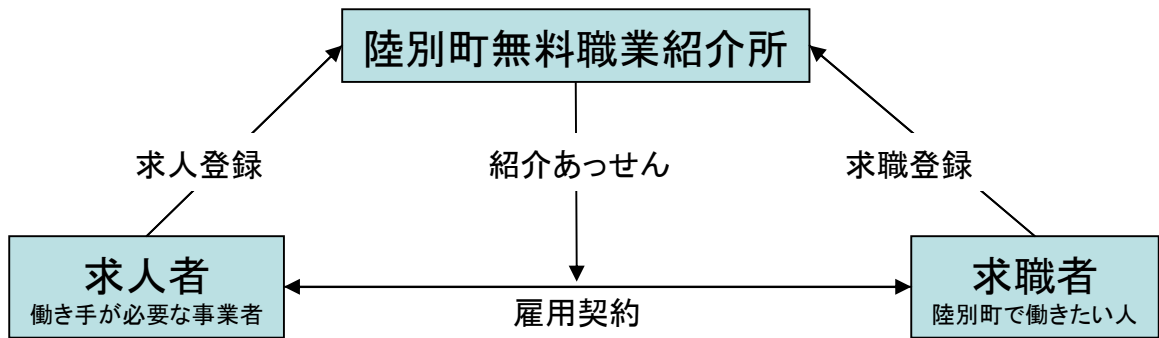 陸別町無料職業紹介所
求人登録
紹介あっせん
求職登録
求人者
働き手が必要な事業者
雇用契約
求職者
陸別町で働きたい人